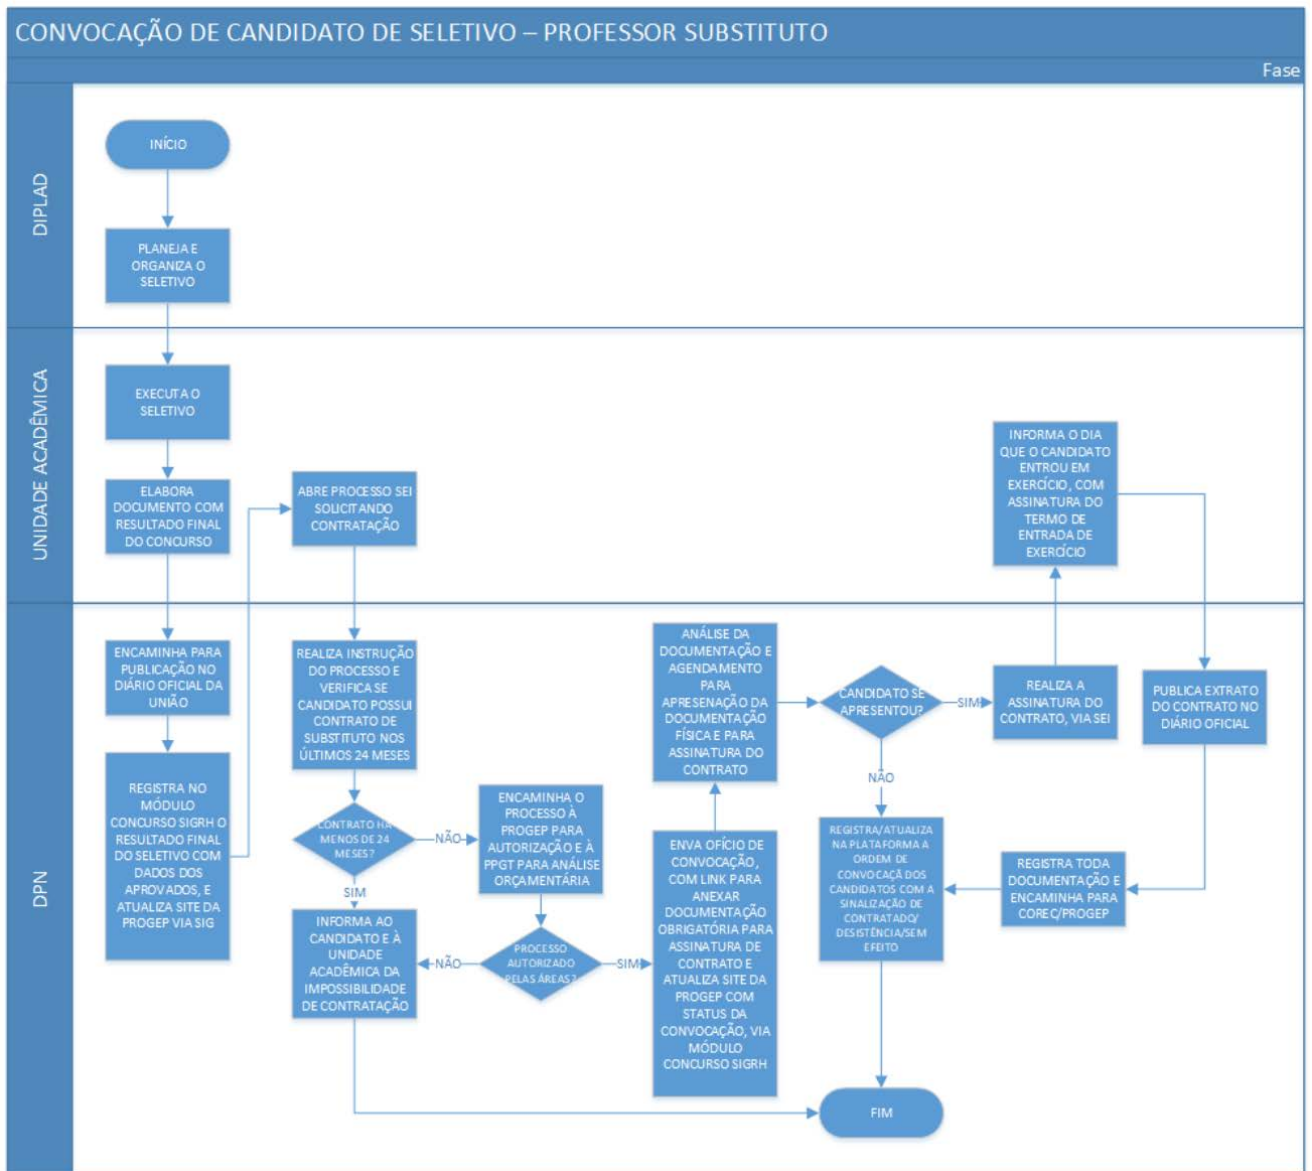 CONVOCAÇÃO DE CANDIDATO DE SELETIVO – PROFESSOR SUBSTITUTO
Fase
DIPLAD
INÍCIO
PLANEJA E
ORGANIZA O
SELETIVO
UNIDADE ACADÊMICA
EXECUTA O
SELETIVO
ELABORA
DOCUMENTO COM
RESULTADO FINAL
DO CONCURSO
ABRE PROCESSO SEI
SOLICITANDO
CONTRATAÇÃO
INFORMA O DIA
QUE O CANDIDATO
ENTROU EM
EXERCÍCIO, COM
ASSINATURA DO
TERMO DE
ENTRADA DE
EXERCÍCIO
DPN
ENCAMINHA PARA
PUBLICAÇÃO NO
DIÁRIO OFICIAL DA
UNIÃO
REGISTRA NO
MÓDULO
CONCURSO SIGRH O
RESULTADO FINAL
DO SELETIVO COM
DADOS DOS
APROVADOS, E
ATUALIZA SITE DA
PROGEP VIA SIG
REALIZA INSTRUÇÃO
DO PROCESSO E
VERIFICA SE
CANDIDATO POSSUI
CONTRATO DE
SUBSTITUTO NOS
ÚLTIMOS 24 MESES
CONTRATO HÁ
MENOS DE 24
MESES?
NÃO
SIM
ENCAMINHA O
PROCESSO À
PROGEP PARA
AUTORIZAÇÃO E À
PPGT PARA ANÁLISE
ORÇAMENTÁRIA
INFORMA AO
CANDIDATO E À
UNIDADE
ACADÊMICA DA
IMPOSSIBILIDADE
DE CONTRATAÇÃO
NÃO
PROCESSO
AUTORIZADO
PELAS ÁREAS?
SIM
ENVA OFÍCIO DE
CONVOCAÇÃO,
COM LINK PARA
ANEXAR
DOCUMENTAÇÃO
OBRIGATÓRIA PARA
ASSINATURA DE
CONTRATO E
ATUALIZA SITE DA
PROGEP COM
STATUS DA
CONVOCAÇÃO, VIA
MÓDULO
CONCURSO SIGRH
ANÁLISE DA
DOCUMENTAÇÃO E
AGENDAMENTO
PARA
APRESENAÇÃO DA
DOCUMENTAÇÃO
FÍSICA E PARA
ASSINATURA DO
CONTRATO
CANDIDATO SE
APRESENTOU?
SIM
NÃO
REALIZA A
ASSINATURA DO
CONTRATO, VIA SEI
PUBLICA EXTRATO
DO CONTRATO NO
DIÁRIO OFICIAL
REGISTRA TODA
DOCUMENTAÇÃO E
ENCAMINHA PARA
COREC/PROGEP
REGISTRA/ATUALIZA
NA PLATAFORMA A
ORDEM DE
CONVOCAÇÃ DOS
CANDIDATOS COM A
SINALIZAÇÃO DE
CONTRATADO/
DESISTÊNCIA/SEM
EFEITO
FIM